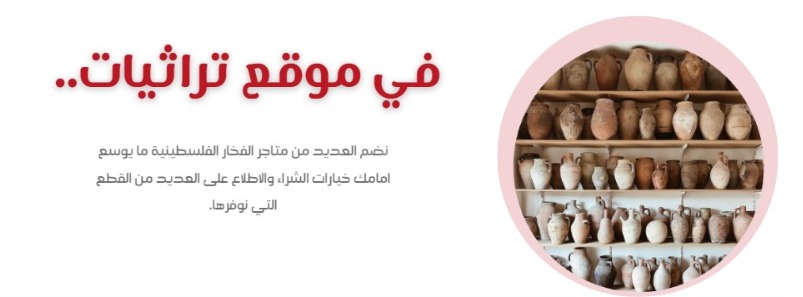 في موقع تراثيات..
نضم العديد من متاجر الفخار الفلسطينية ما يوسع
امامك خيارات الشراء والاطلاع على العديد من القطع
التي نوفرها.